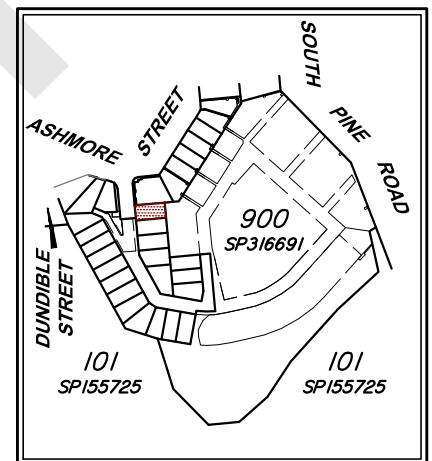 SOUTH
PINE
ROAD
ASHMORE STREET
900
SP316691
DUNDIBLE
STREET
101
SP155725
101
SP155725